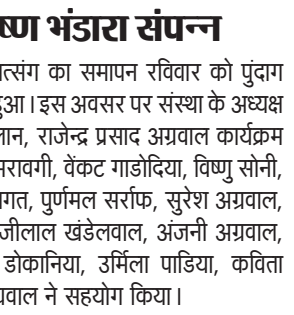 ष्ण भंडारा संपन्न
त्संग का समापन रविवार को पुंदाग
हुआ। इस अवसर पर संस्था के अध्यक्ष
लान, राजेन्द्र प्रसाद अग्रवाल कार्यक्रम
सरावगी, वेंकट गाडोदिया, विष्णु सोनी,
गत, पुर्णमल सर्राफ, सुरेश अग्रवाल,
जीलाल खंडेलवाल, अंजनी अग्रवाल,
डोकानिया, उर्मिला पाडिया, कविता
ग्रवाल ने सहयोग किया।